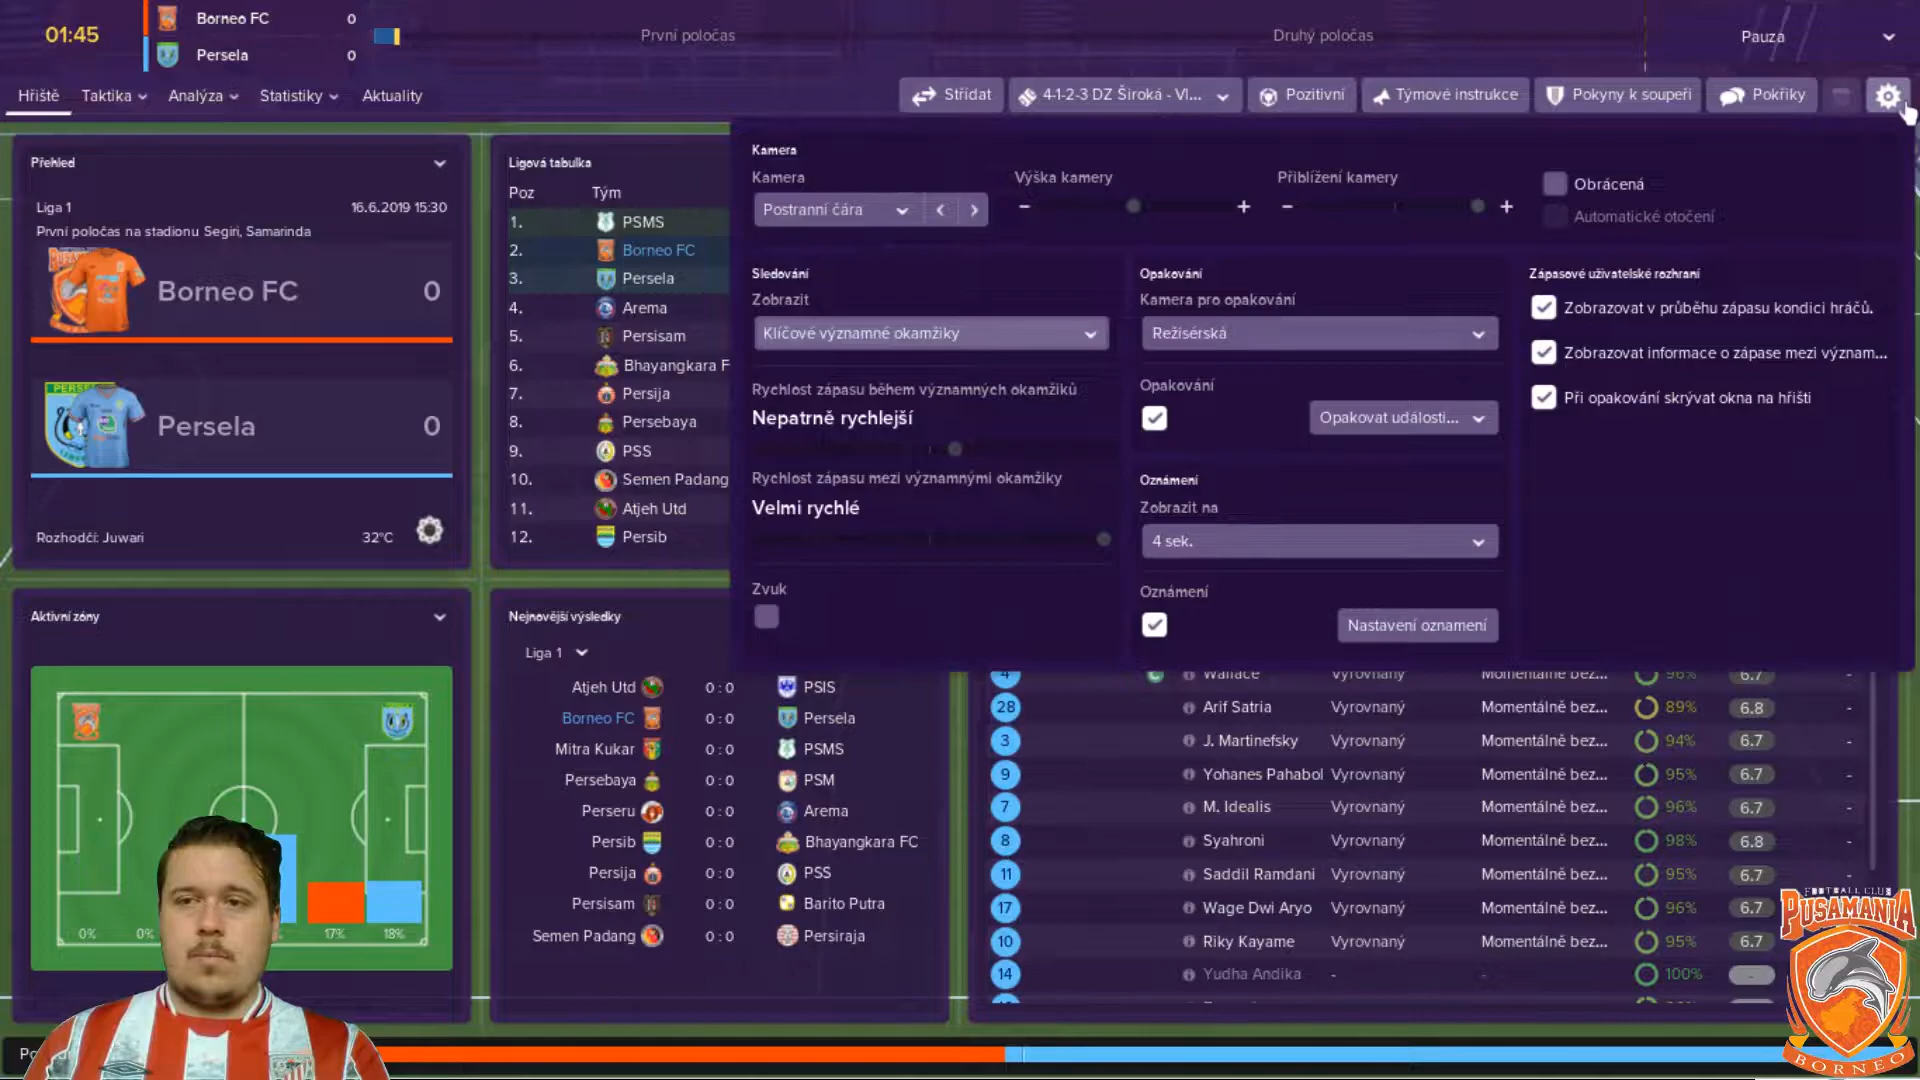 01:45
Borneo FC 0
Persela 0
První poločas
Druhý poločas
Pauza
Hřiště Taktika Analýza Statistiky Aktuality
Střídat
4-1-2-3 DZ Široká - Vl...
Pozitivní
Týmové instrukce
Pokyny k soupeři
Pokřiky
Přehled
Liga 1 16.6.2019 15:30
První poločas na stadionu Segiri, Samarinda
Borneo FC 0
Persela 0
Rozhodčí: Juwari 32°C
Ligová tabulka
Poz Tým
1. PSMS
2. Borneo FC
3. Persela
4. Arema
5. Persisam
6. Bhayangkara F
7. Persija
8. Persebaya
9. PSS
10. Semen Padang
11. Atjeh Utd
12. Persib
Kamera
Kamera
Postranní čára
Výška kamery
Přiblížení kamery
Obrácená
Automatické otočení
Sledování
Zobrazit
Klíčové významné okamžiky
Rychlost zápasu během významných okamžiků
Nepatrně rychlejší
Rychlost zápasu mezi významnými okamžiky
Velmi rychlé
Zvuk
Opakování
Kamera pro opakování
Režisérská
Opakování
Opakovat události...
Oznámení
Zobrazit na
4 sek.
Oznámení
Nastavení oznámení
Zápasové uživatelské rozhraní
Zobrazovat v průběhu zápasu kondici hráčů.
Zobrazovat informace o zápase mezi význam...
Při opakování skrývat okna na hřišti
Aktivní zóny
0% 0% 17% 18%
Nejnovější výsledky
Liga 1
Atjeh Utd 0 : 0 PSIS
Borneo FC 0 : 0 Persela
Mitra Kukar 0 : 0 PSMS
Persebaya 0 : 0 PSM
Perseru 0 : 0 Arema
Persib 0 : 0 Bhayangkara FC
Persija 0 : 0 PSS
Persisam 0 : 0 Barito Putra
Semen Padang 0 : 0 Persiraja
4 Wallace Vyrovnaný Momentálně bez... 96% 6.7 -
28 Arif Satria Vyrovnaný Momentálně bez... 89% 6.8 -
3 J. Martinefsky Vyrovnaný Momentálně bez... 94% 6.7 -
9 Yohanes Pahabol Vyrovnaný Momentálně bez... 95% 6.7 -
7 M. Idealis Vyrovnaný Momentálně bez... 96% 6.7 -
8 Syahroni Vyrovnaný Momentálně bez... 98% 6.8 -
11 Saddil Ramdani Vyrovnaný Momentálně bez... 95% 6.7 -
17 Wage Dwi Aryo Vyrovnaný Momentálně bez... 96% 6.7 -
10 Riky Kayame Vyrovnaný Momentálně bez... 95% 6.7
14 Yudha Andika - - 100% -
FOOTBALL CLUB
PUSAMANIA
BORNEO